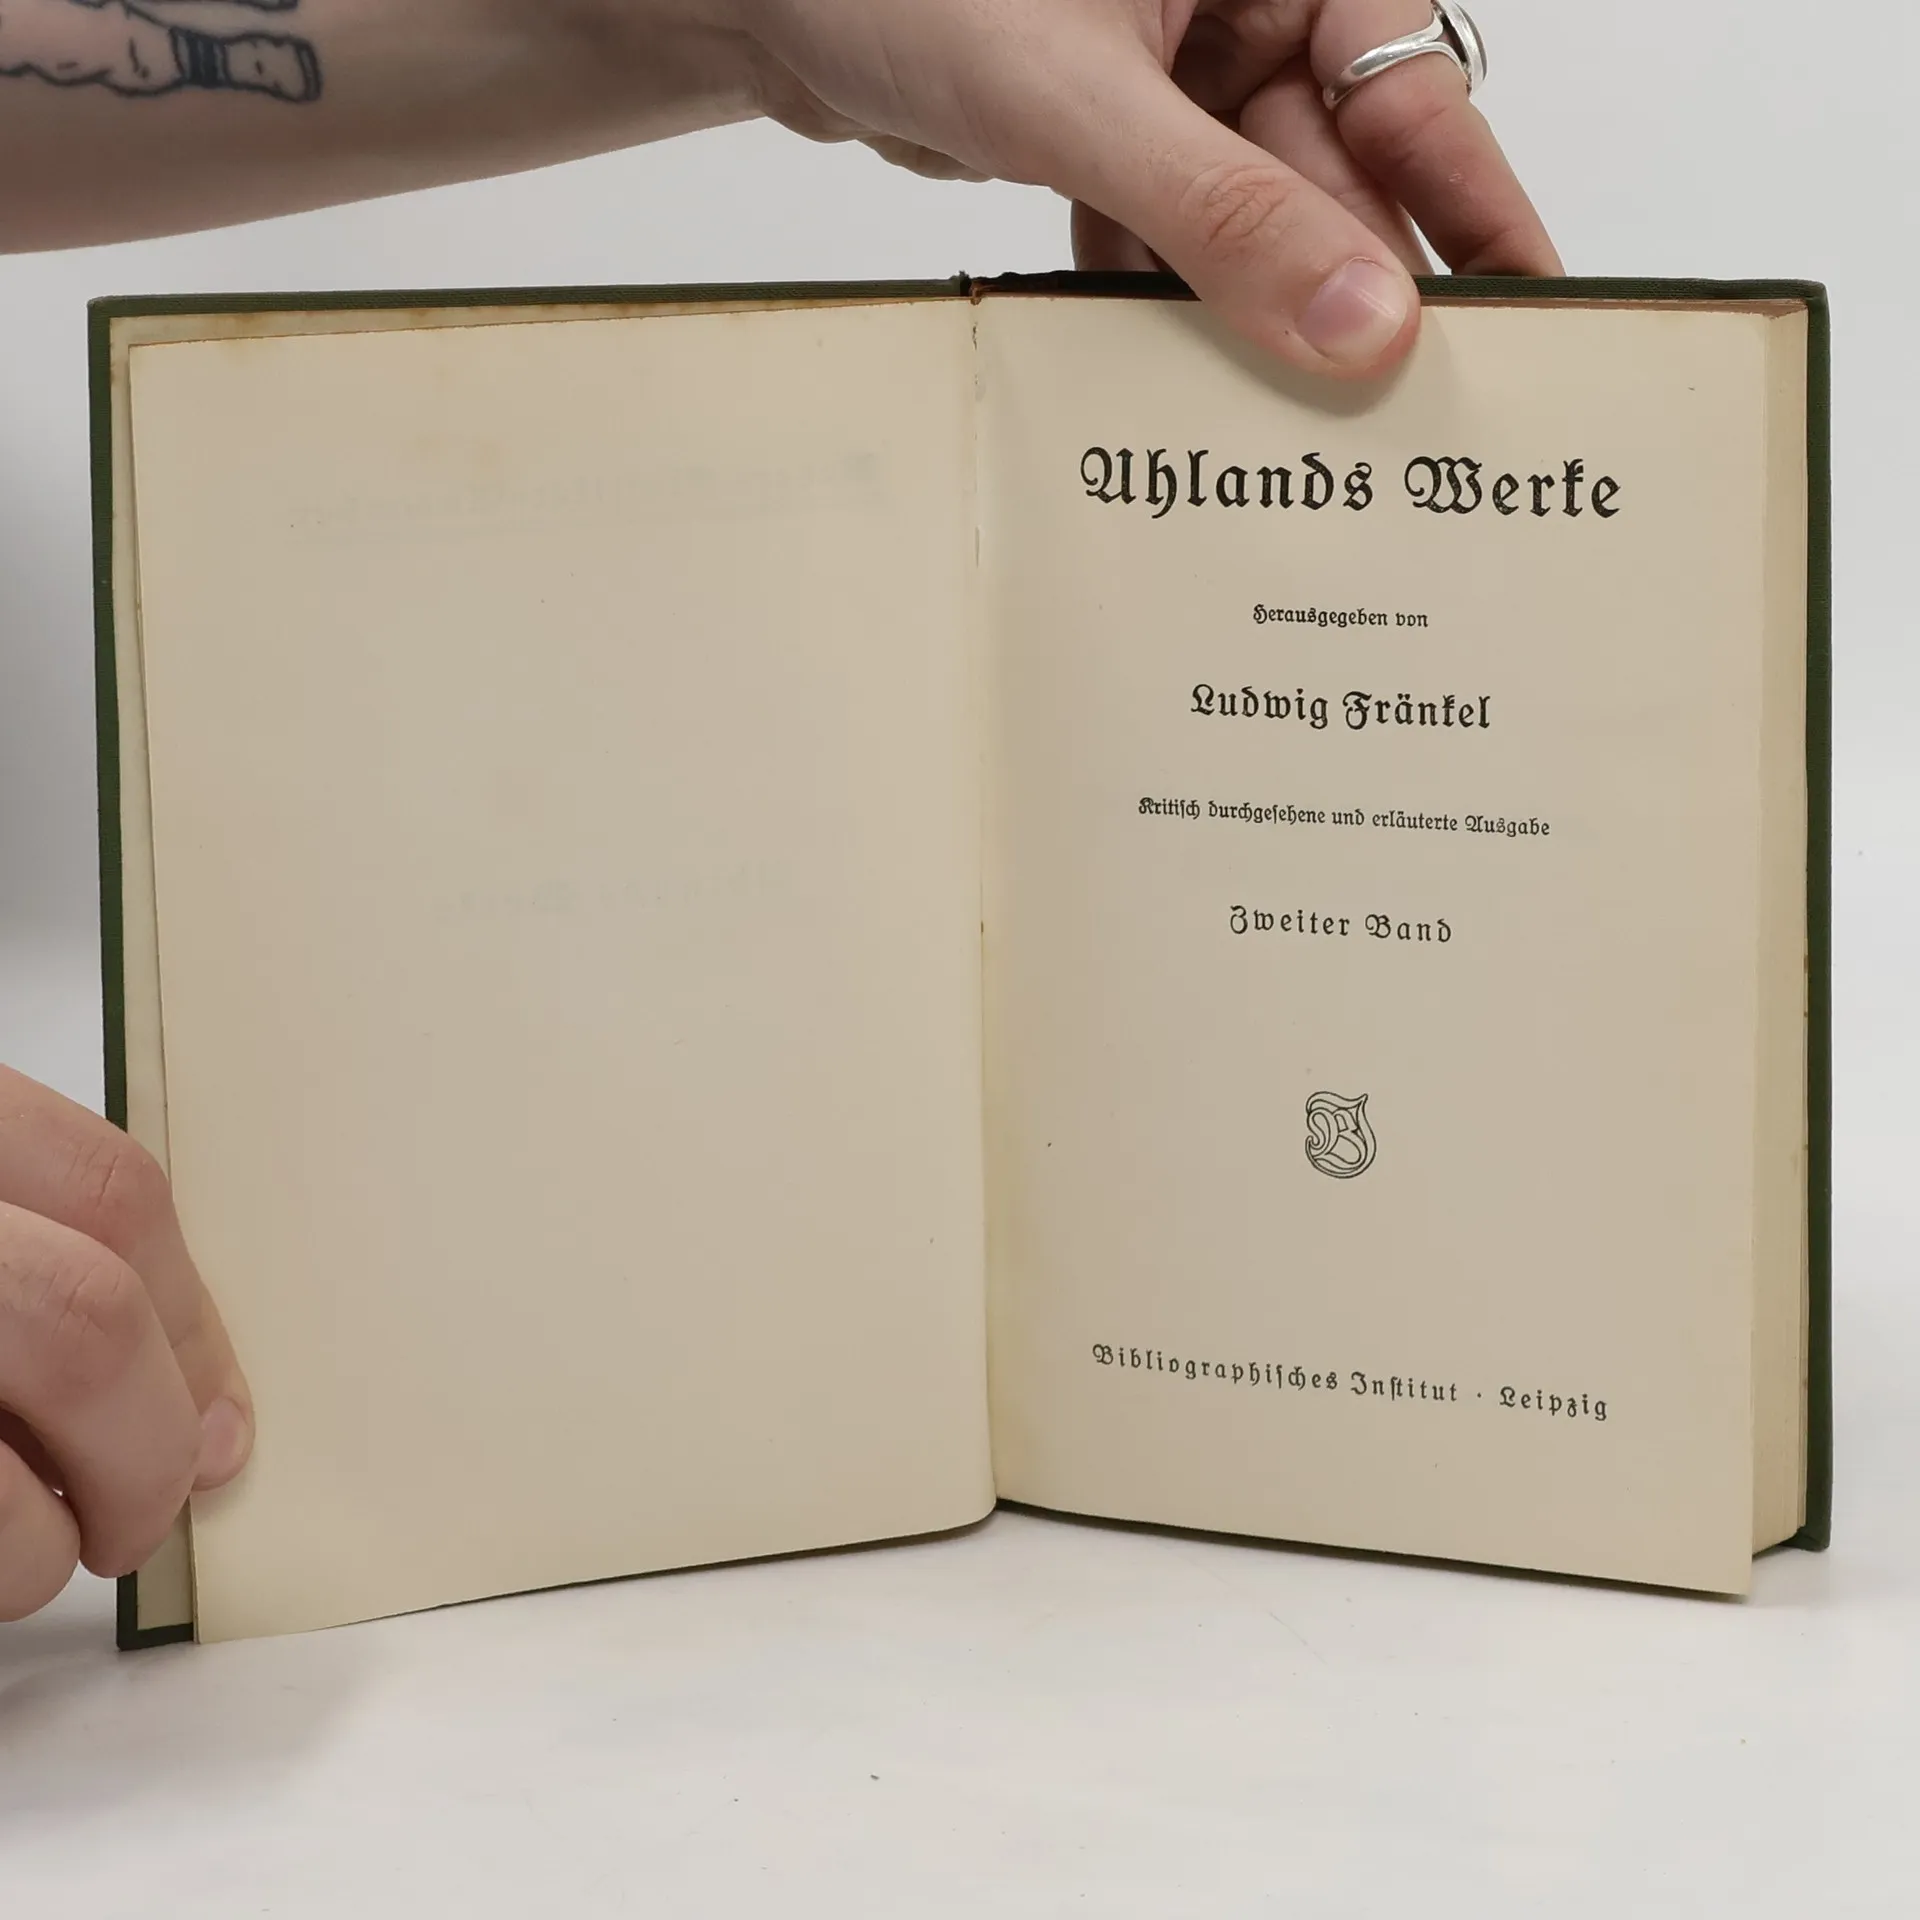 Uhlands Werke
Herausgegeben von
Ludwig Fränkel
Kritisch durchgesehene und erläuterte Ausgabe
Zweiter Band
Bibliographisches Institut · Leipzig